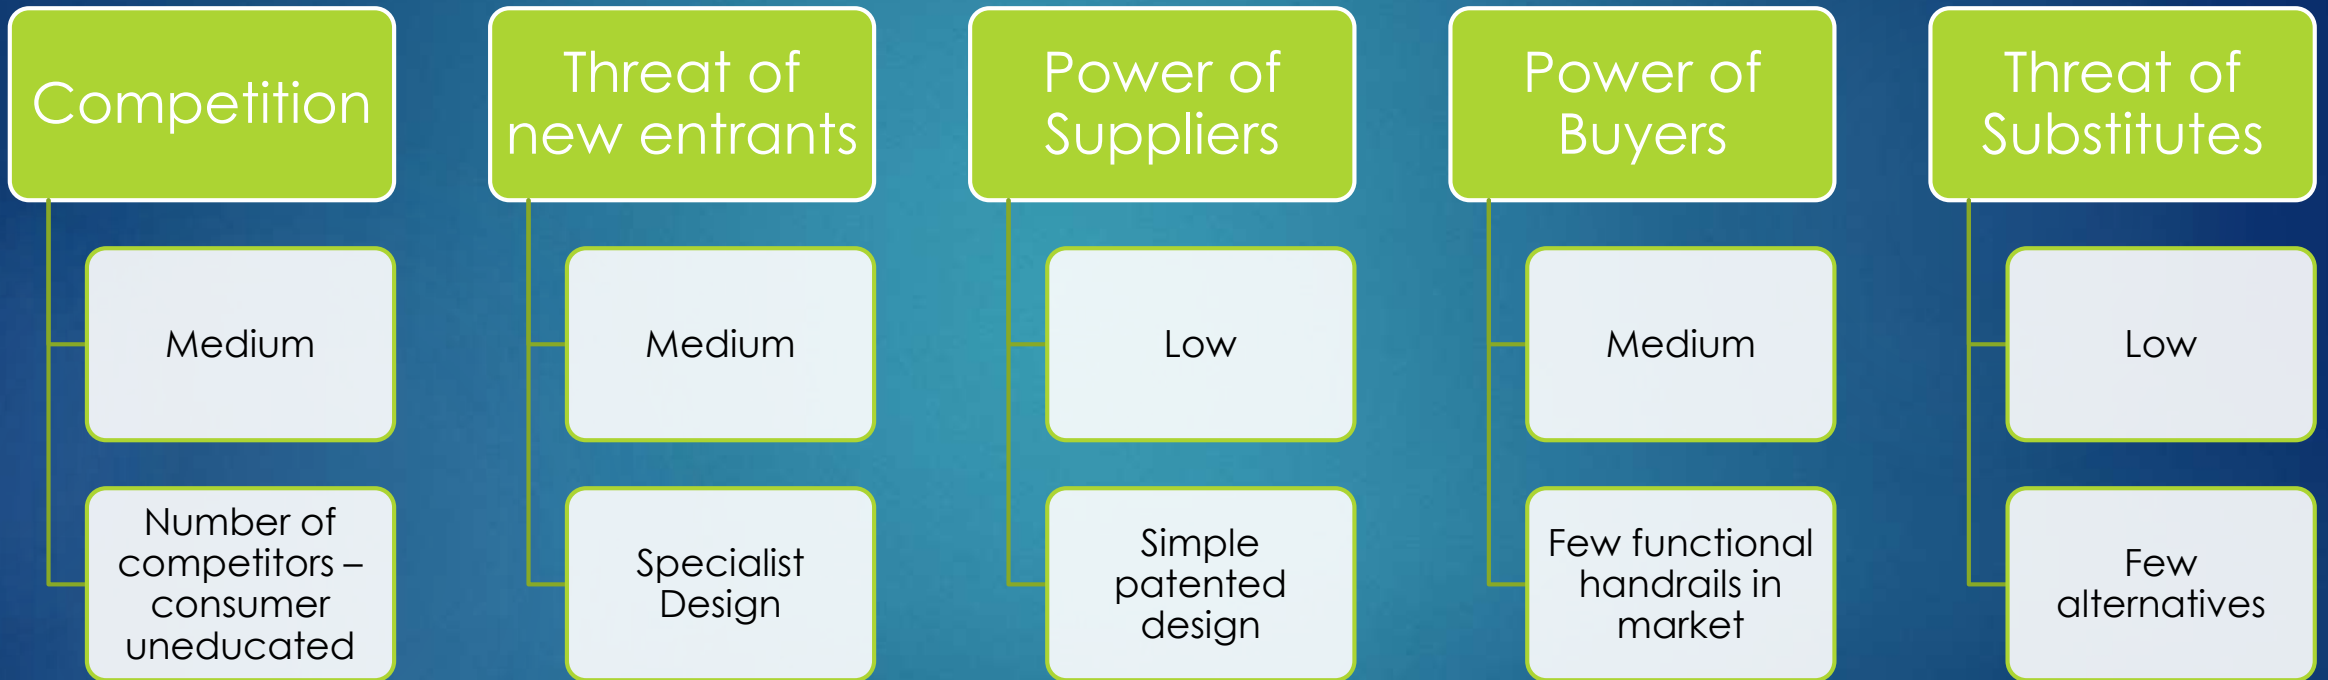 Competition
Medium
Number of
competitors –
consumer
uneducated
Threat of
new entrants
Medium
Specialist
Design
Power of
Suppliers
Low
Simple
patented
design
Power of
Buyers
Medium
Few functional
handrails in
market
Threat of
Substitutes
Low
Few
alternatives